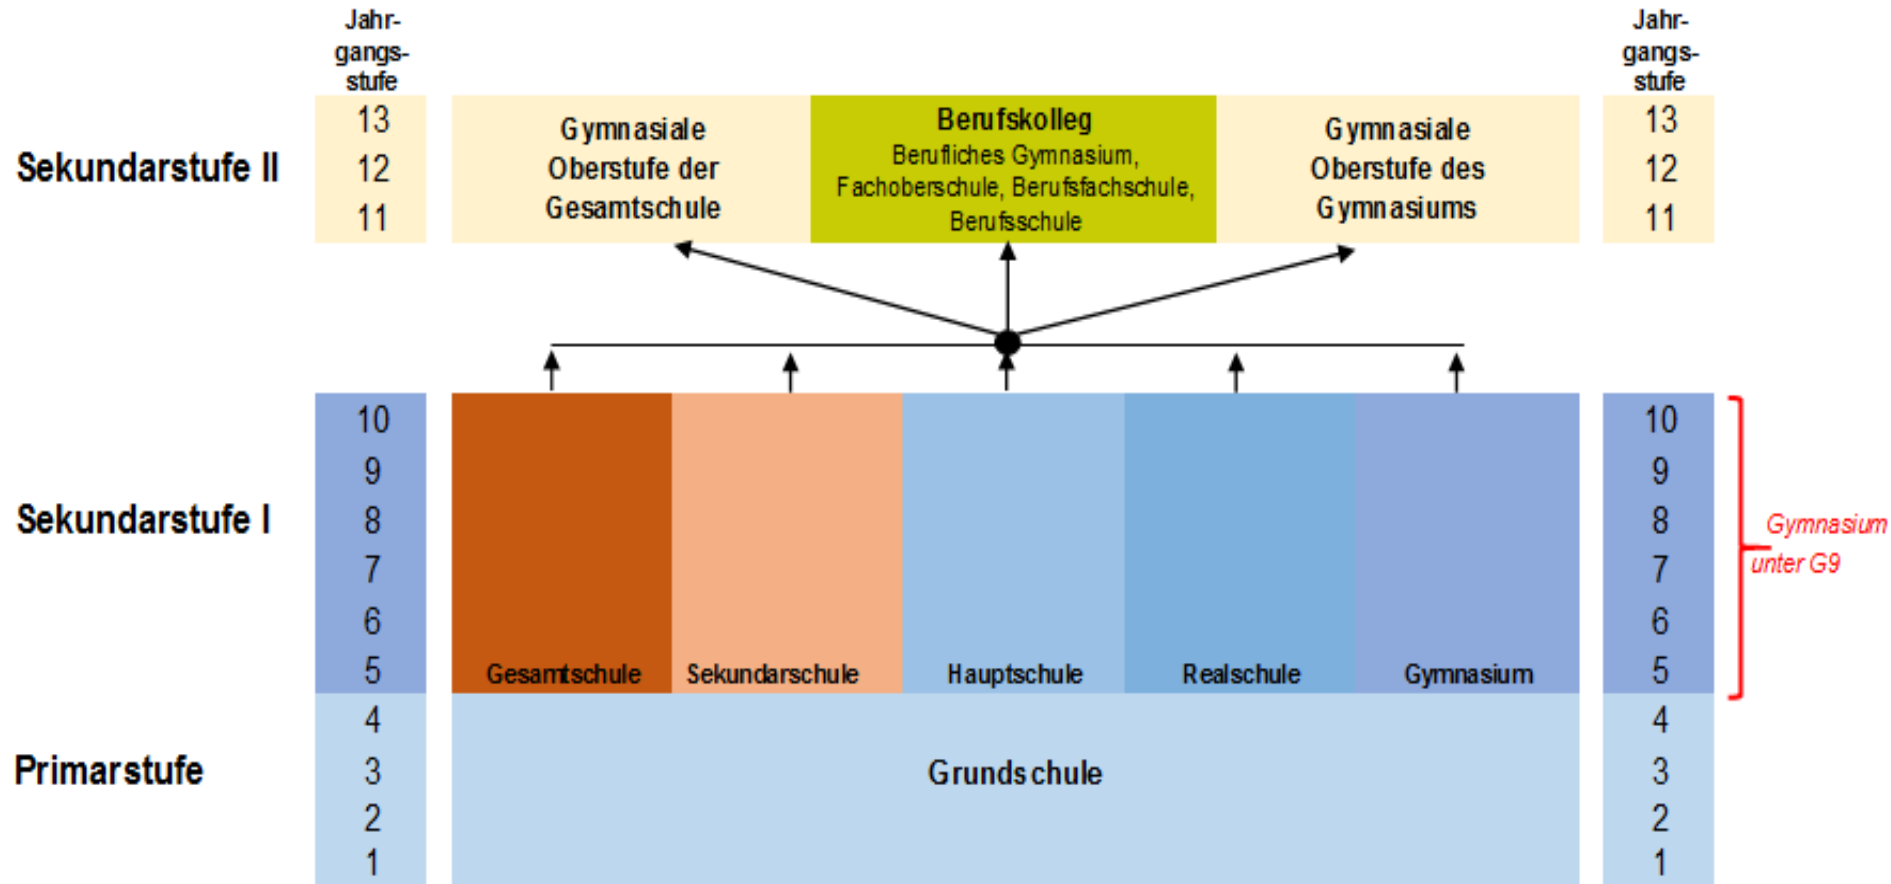 Jahr-
gangs-
stufe
Jahr-
gangs-
stufe
Sekundarstufe II
13
12
11
Gymnasiale
Oberstufe der
Gesamtschule
Berufskolleg
Berufliches Gymnasium,
Fachoberschule, Berufsfachschule,
Berufsschule
Gymnasiale
Oberstufe des
Gymnasiums
13
12
11
Sekundarstufe I
10
9
8
7
6
5
Gesamtschule
Sekundarschule
Hauptschule
Realschule
Gymnasium
10
9
8
7
6
5
Gymnasium
unter G9
Primarstufe
4
3
2
1
Grundschule
4
3
2
1